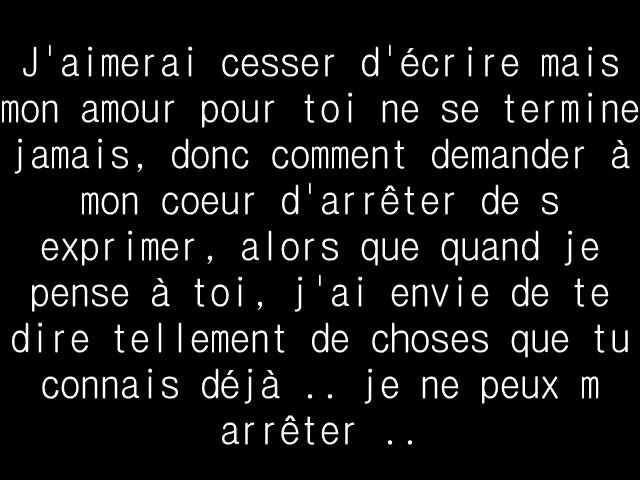 J'aimerai cesser d'écrire mais
mon amour pour toi ne se termine
jamais, donc comment demander à
mon coeur d'arrêter de s
exprimer, alors que quand je
pense à toi, j'ai envie de te
dire tellement de choses que tu
connais déjà .. je ne peux m
arrêter ..